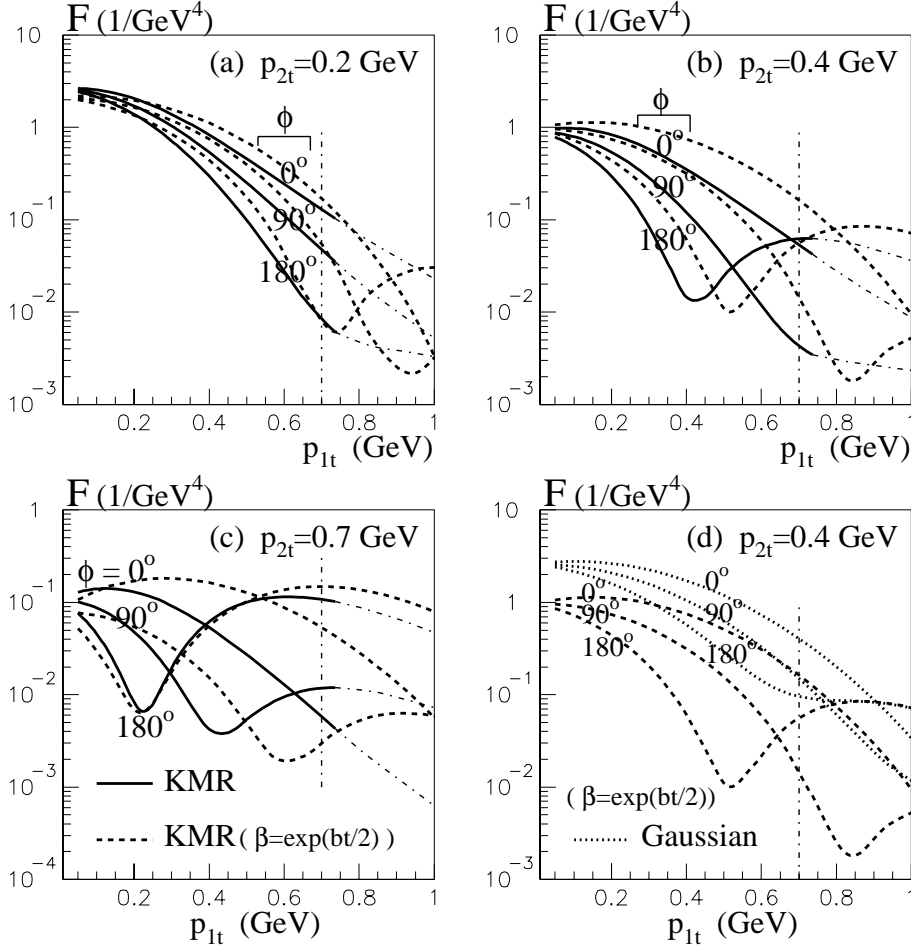 F (1/GeV⁴)
(a) p₂ₜ=0.2 GeV
10
1
10⁻¹
10⁻²
10⁻³
ϕ
0°
90°
180°
0.2 0.4 0.6 0.8 1
p₁ₜ (GeV)
F (1/GeV⁴)
(b) p₂ₜ=0.4 GeV
10
1
10⁻¹
10⁻²
10⁻³
ϕ
0°
90°
180°
0.2 0.4 0.6 0.8 1
p₁ₜ (GeV)
F (1/GeV⁴)
(c) p₂ₜ=0.7 GeV
1
10⁻¹
10⁻²
10⁻³
10⁻⁴
ϕ = 0°
90°
180°
KMR
KMR ( β=exp(bt/2) )
0.2 0.4 0.6 0.8 1
p₁ₜ (GeV)
F (1/GeV⁴)
(d) p₂ₜ=0.4 GeV
10
1
10⁻¹
10⁻²
10⁻³
0°
0°
90°
90°
180°
180°
( β=exp(bt/2))
Gaussian
0.2 0.4 0.6 0.8 1
p₁ₜ (GeV)